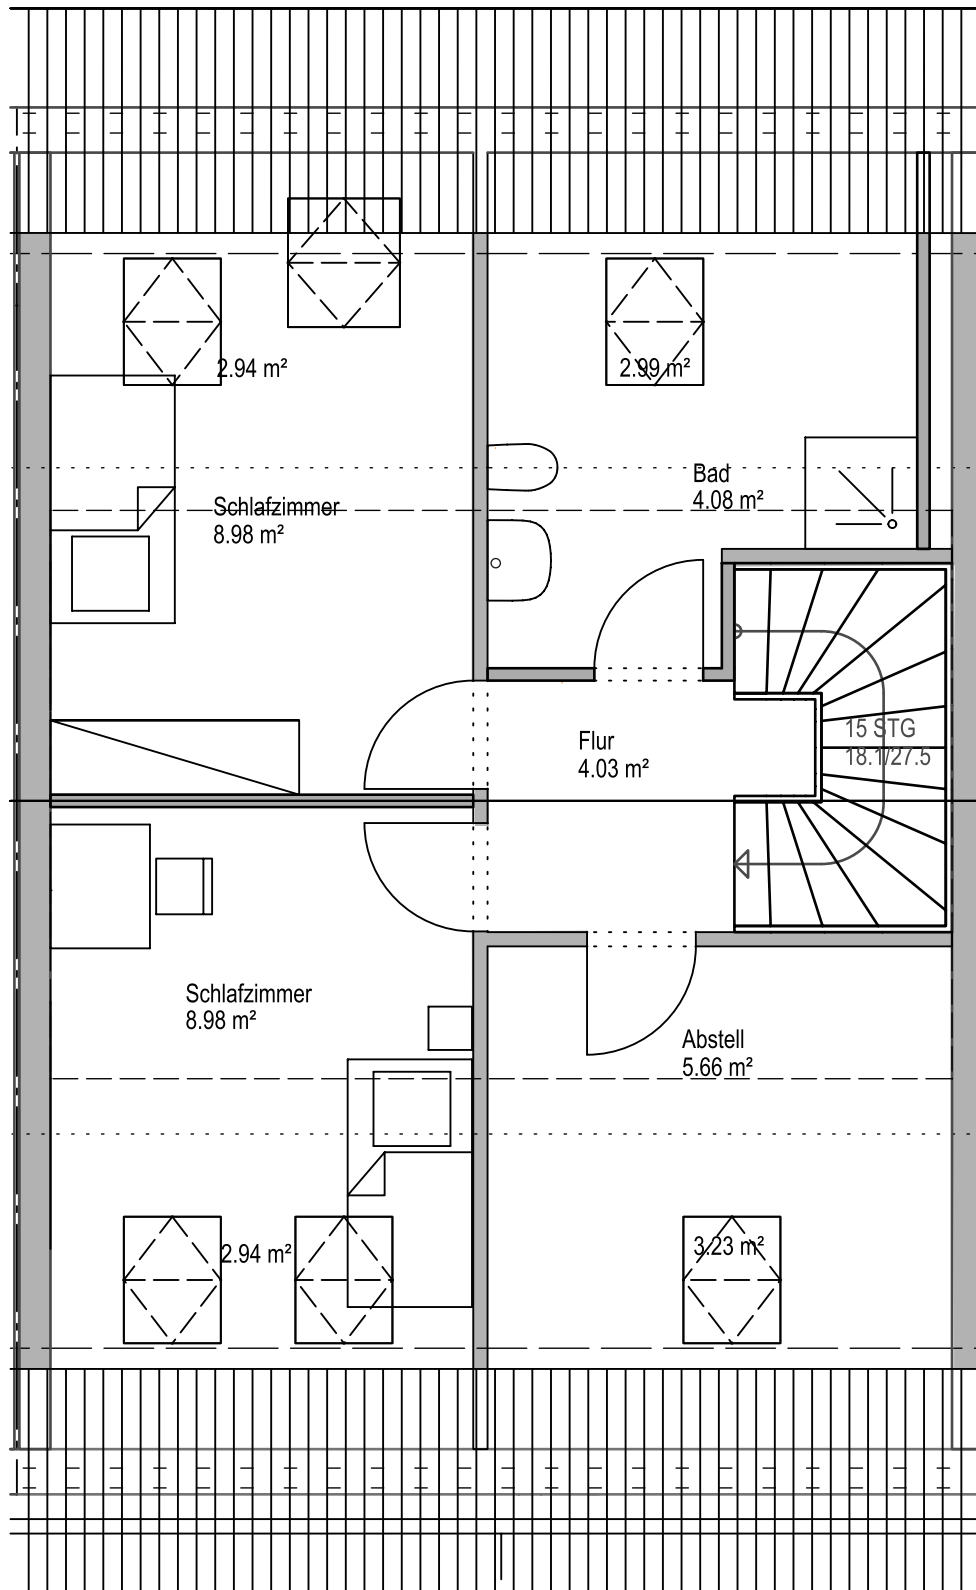 2.94 m²
2.99 m²
Bad
4.08 m²
Schlafzimmer
8.98 m²
Flur
4.03 m²
15 STG
18.1/27.5
Schlafzimmer
8.98 m²
Abstell
5.66 m²
2.94 m²
3.23 m²